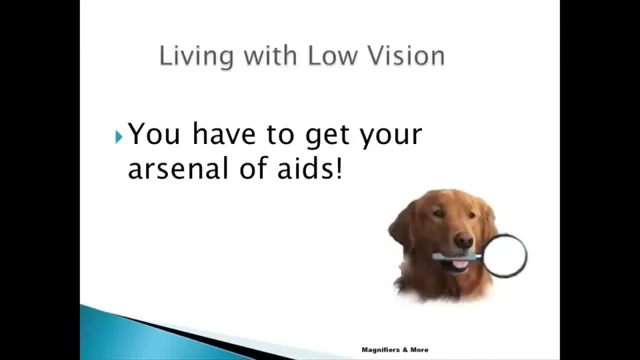 Living with Low Vision
You have to get your
arsenal of aids!
Magnifiers & More